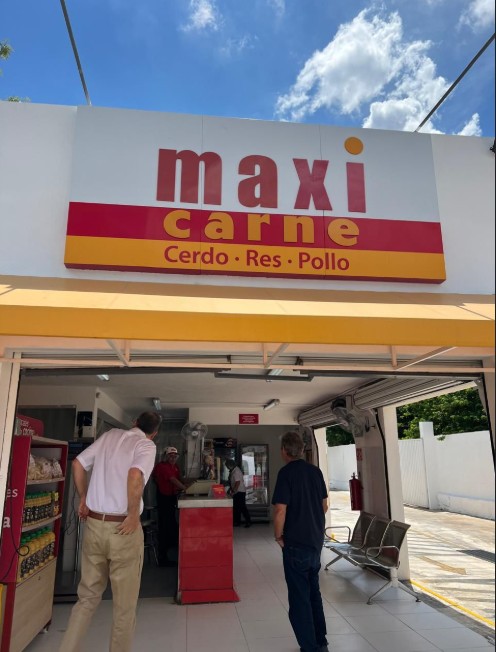 maxi
carne
Cerdo · Res · Pollo